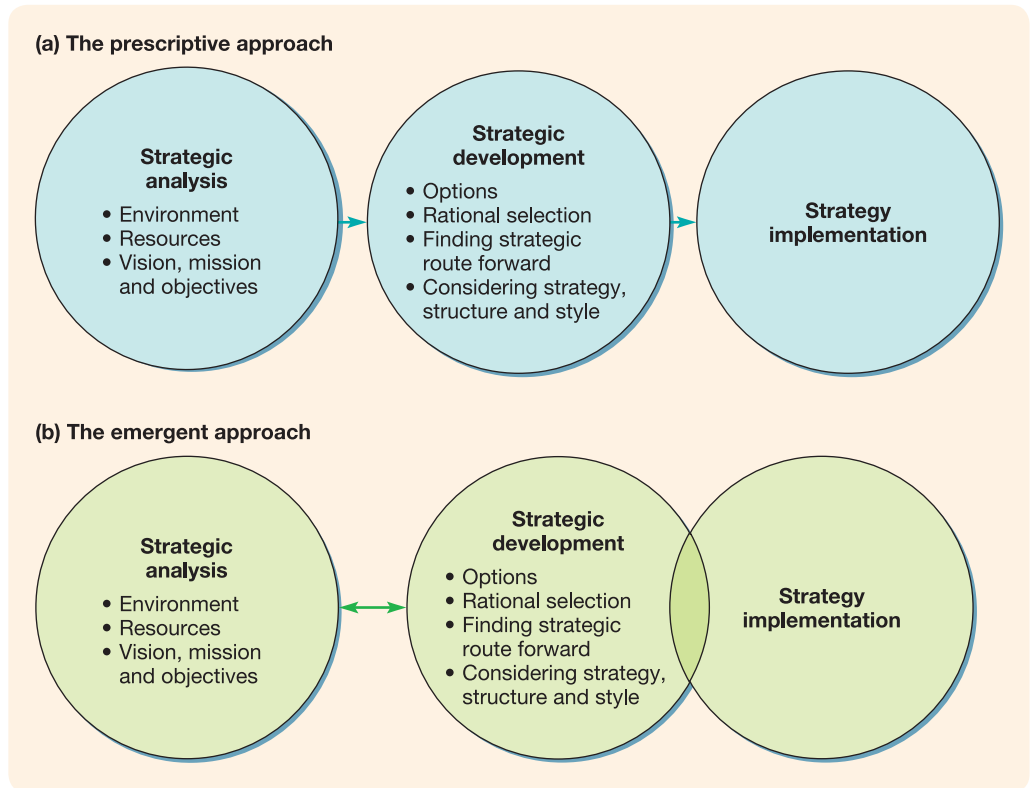 (a) The prescriptive approach
Strategic
analysis
• Environment
• Resources
• Vision, mission
and objectives
Strategic
development
• Options
• Rational selection
• Finding strategic
route forward
• Considering strategy,
structure and style
Strategy
implementation
(b) The emergent approach
Strategic
analysis
• Environment
• Resources
• Vision, mission
and objectives
Strategic
development
• Options
• Rational selection
• Finding strategic
route forward
• Considering strategy,
structure and style
Strategy
implementation